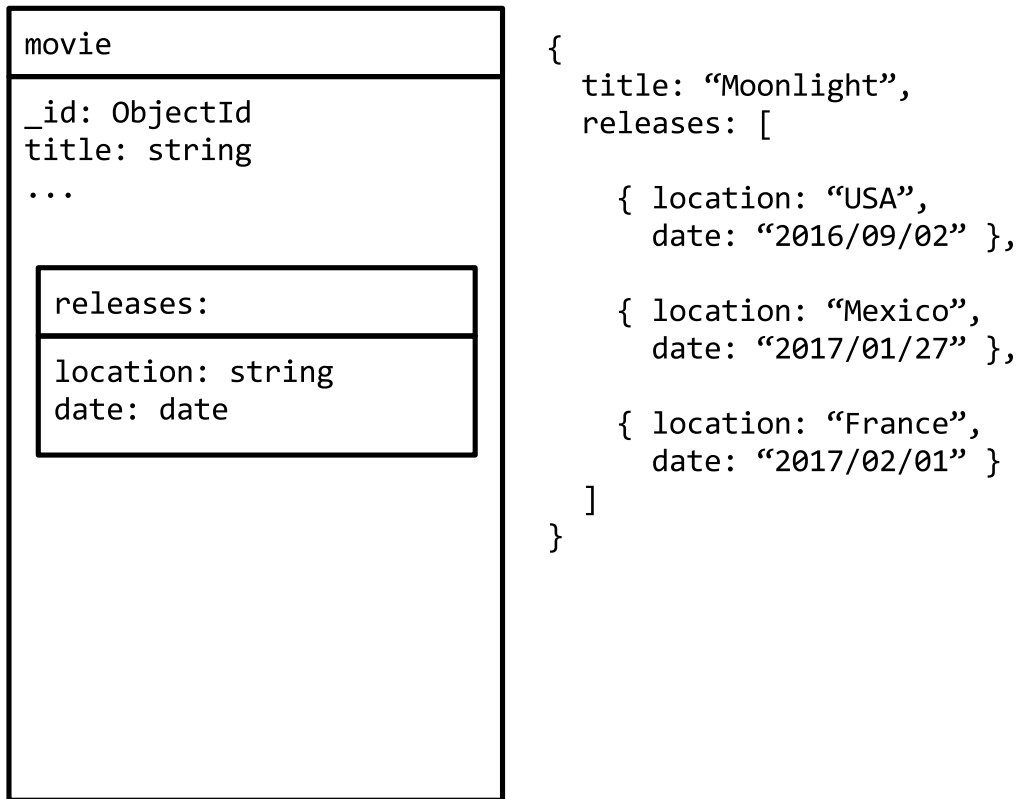 movie
_id: ObjectId
title: string
...
releases:
location: string
date: date
{
title: “Moonlight”,
releases: [
{ location: “USA”,
date: “2016/09/02” },
{ location: “Mexico”,
date: “2017/01/27” },
{ location: “France”,
date: “2017/02/01” }
]
}